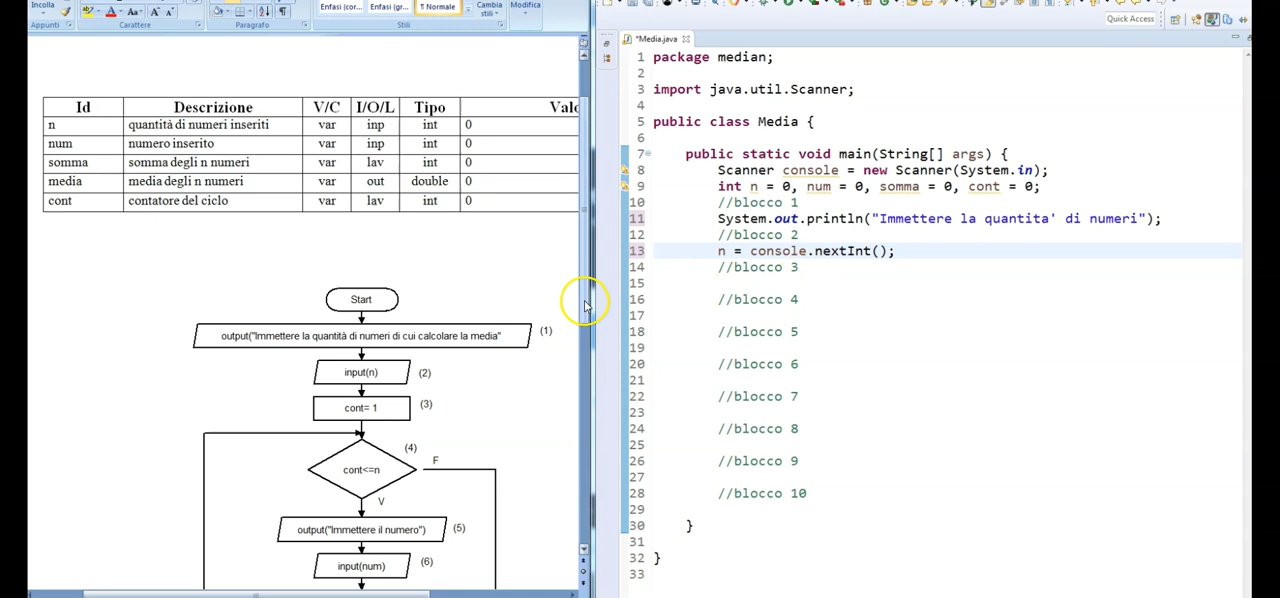 Incolla
Appunti
Carattere
Paragrafo
Enfasi (cor...
Enfasi (gr...
¶ Normale
Stili
Cambia
stili
Modifica
Id Descrizione V/C I/O/L Tipo Valo
n quantità di numeri inseriti var inp int 0
num numero inserito var inp int 0
somma somma degli n numeri var lav int 0
media media degli n numeri var out double 0
cont contatore del ciclo var lav int 0
Start
output("Immettere la quantità di numeri di cui calcolare la media" (1)
input(n) (2)
cont= 1 (3)
(4)
cont<=n F
V
output("Immettere il numero") (5)
input(num) (6)
Quick Access
*Media.java
1 package median;
2
3 import java.util.Scanner;
4
5 public class Media {
6
7 public static void main(String[] args) {
8 Scanner console = new Scanner(System.in);
9 int n = 0, num = 0, somma = 0, cont = 0;
10 //blocco 1
11 System.out.println("Immettere la quantita' di numeri");
12 //blocco 2
13 n = console.nextInt();
14 //blocco 3
15
16 //blocco 4
17
18 //blocco 5
19
20 //blocco 6
21
22 //blocco 7
23
24 //blocco 8
25
26 //blocco 9
27
28 //blocco 10
29
30 }
31
32 }
33